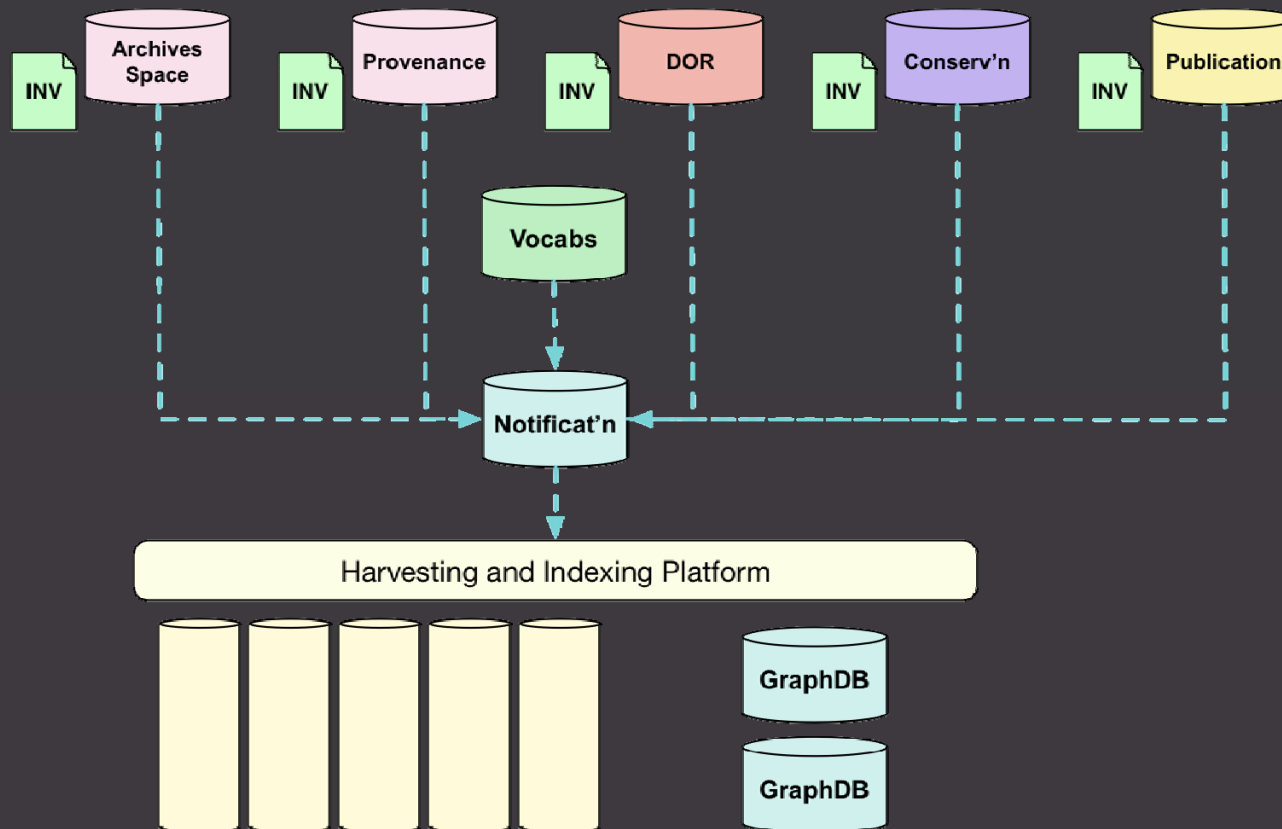 Archives
Space
Provenance
DOR
Conserv'n
Publication
INV
INV
INV
INV
INV
Vocabs
Notificat'n
Harvesting and Indexing Platform
GraphDB
GraphDB